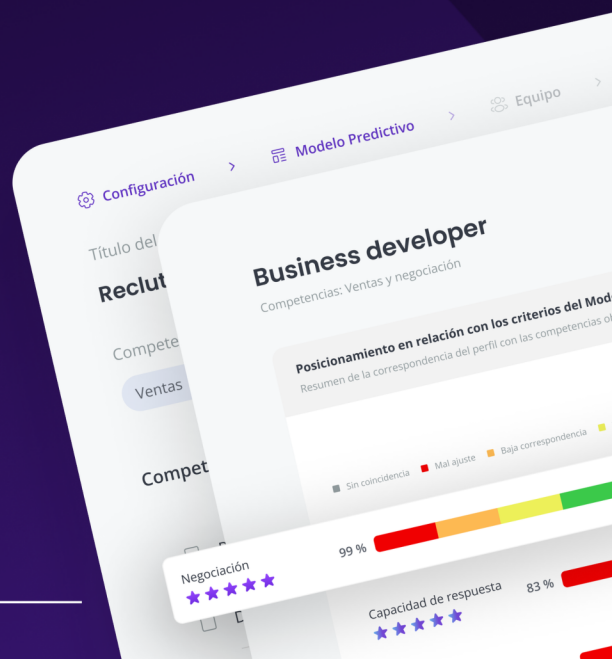 Configuración
Modelo Predictivo
Equipo
Título del
Reclut
Compete
Ventas
Compet
Business developer
Competencias: Ventas y negociación
Posicionamiento en relación con los criterios del Mod
Resumen de la correspondencia del perfil con las competencias ob
Sin coincidencia
Mal ajuste
Baja correspondencia
Negociación
99 %
Capacidad de respuesta
83 %